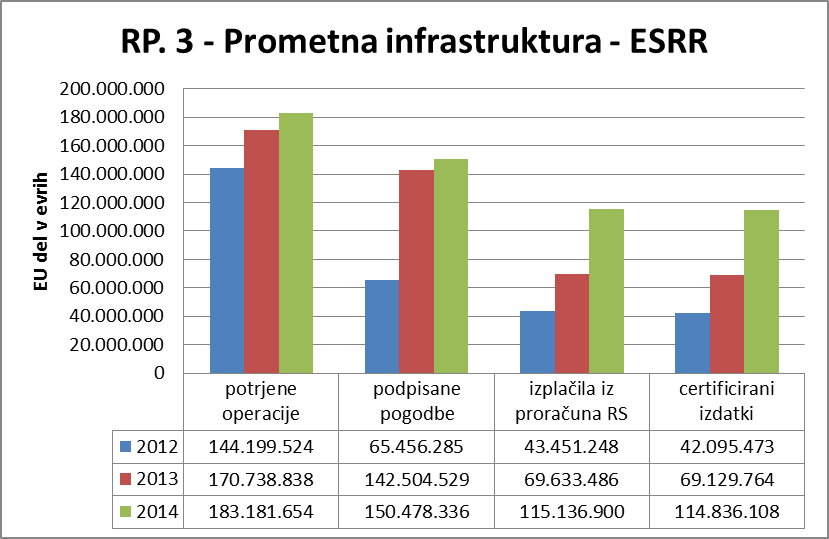 RP. 3 - Prometna infrastruktura - ESRR
EU del v evrih
200.000.000
180.000.000
160.000.000
140.000.000
120.000.000
100.000.000
80.000.000
60.000.000
40.000.000
20.000.000
0
potrjene operacije
podpisane pogodbe
izplačila iz proračuna RS
certificirani izdatki
2012 144.199.524 65.456.285 43.451.248 42.095.473
2013 170.738.838 142.504.529 69.633.486 69.129.764
2014 183.181.654 150.478.336 115.136.900 114.836.108